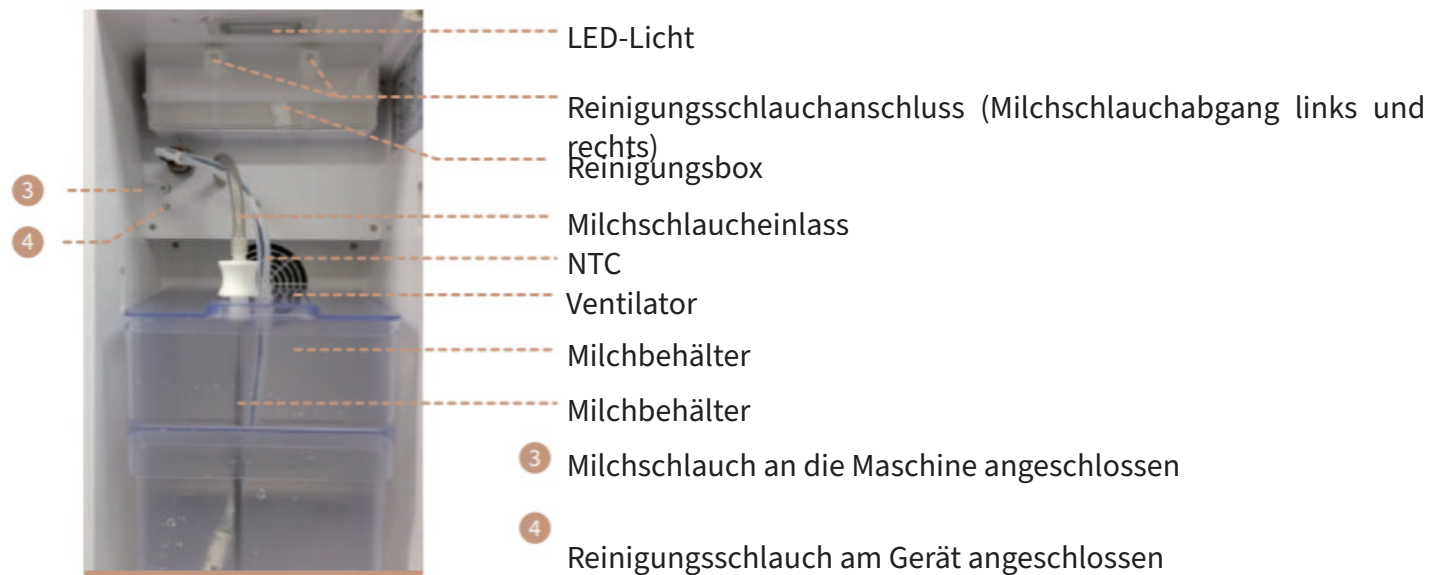 LED-Licht
Reinigungsschlauchanschluss (Milchschlauchabgang links und
rechts)
Reinigungsbox
3
Milchschlaucheinlass
4
NTC
Ventilator
Milchbehälter
Milchbehälter
3 Milchschlauch an die Maschine angeschlossen
4
Reinigungsschlauch am Gerät angeschlossen